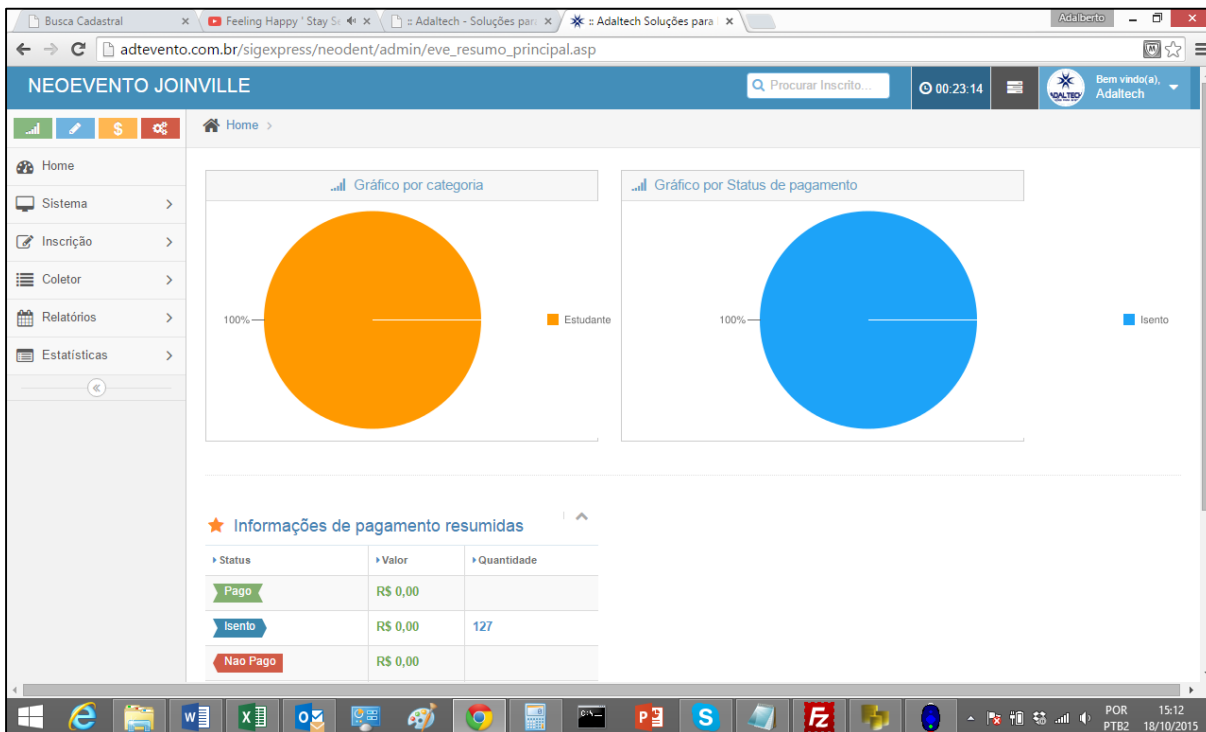 Busca Cadastral
Feeling Happy ' Stay Se
:: Adaltech - Soluções parc
:: Adaltech Soluções para
Adalberto
adtevento.com.br/sigexpress/neodent/admin/eve_resumo_principal.asp
NEOEVENTO JOINVILLE
Procurar Inscrito...
00:23:14
ADALTECH
Bem vindo(a),
Adaltech
Home >
Home
Sistema
Inscrição
Coletor
Relatórios
Estatísticas
Gráfico por categoria
100%
Estudante
Gráfico por Status de pagamento
100%
Isento
Informações de pagamento resumidas
Status Valor Quantidade
Pago R$ 0,00
Isento R$ 0,00 127
Nao Pago R$ 0,00
POR 15:12
PTB2 18/10/2015